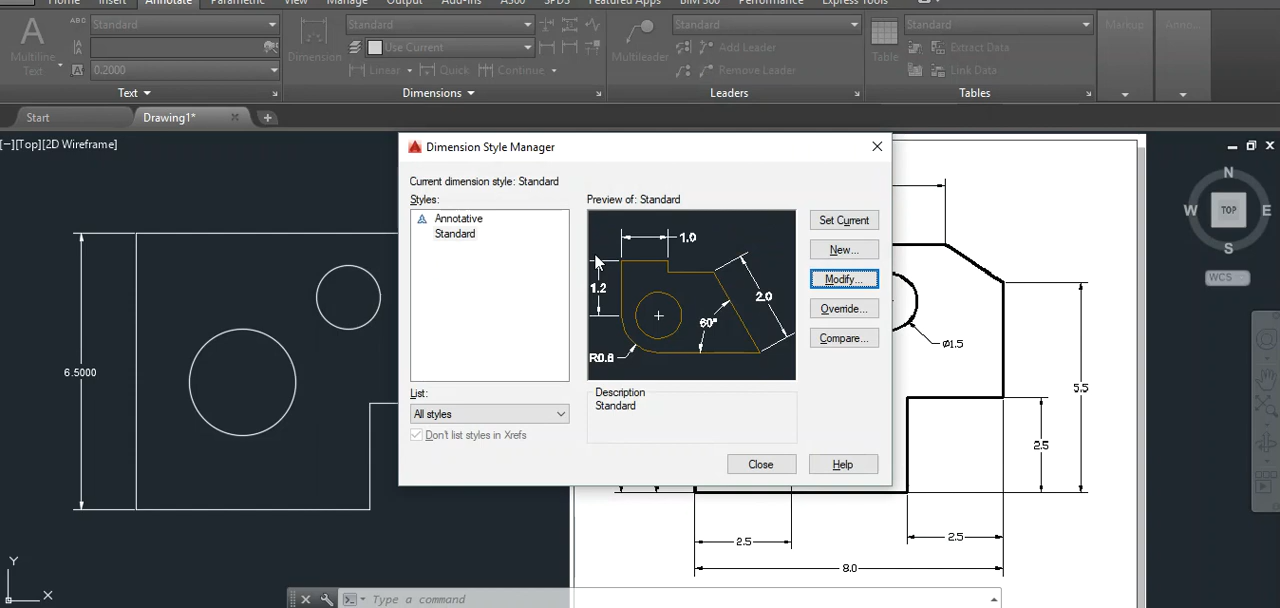 Home Insert Annotate Parametric View Manage Output Add-ins A360 SPDS Featured Apps BIM 360 Performance Express Tools
A ABC Standard Standard Standard Standard Markup
Multiline Text Dimension Use Current Multileader Add Leader Table Extract Data
0.2000 Linear Quick Continue Remove Leader Link Data
Text Dimensions Leaders Tables
Start Drawing1*
[−][Top][2D Wireframe]
Dimension Style Manager
Current dimension style: Standard
Styles: Preview of: Standard
Annotative
Standard
1.0
1.2
2.0
60°
R0.8
Set Current
New...
Modify...
Override...
Compare...
List:
All styles
Don't list styles in Xrefs
Description
Standard
Close Help
6.5000
Ø1.5
5.5
2.5
2.5 2.5
8.0
N
W TOP E
S
WCS
Y
X
Type a command